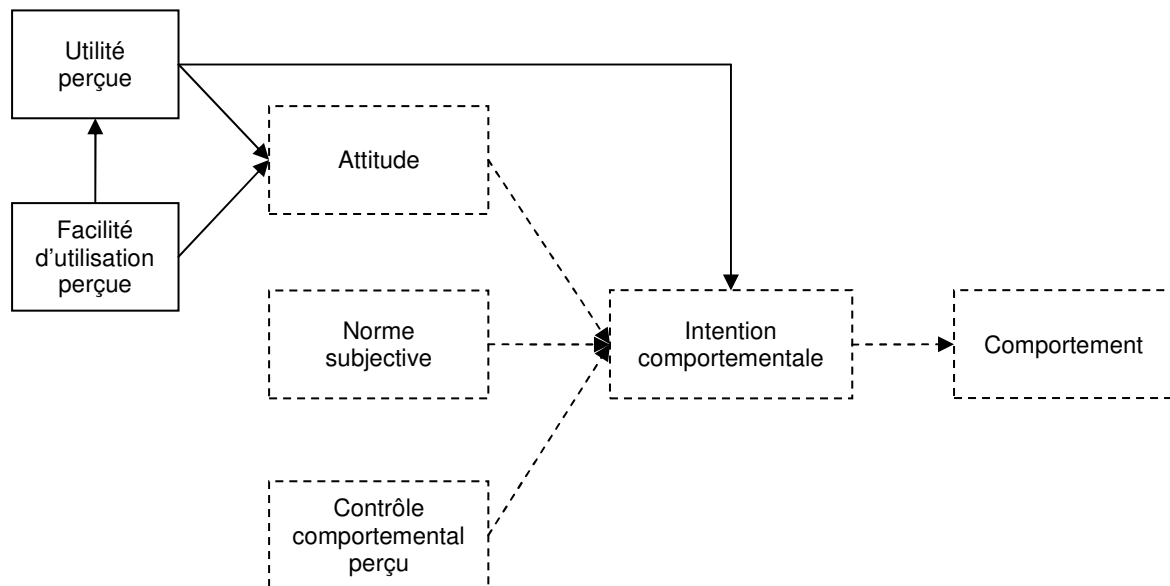 Utilité
perçue
Attitude
Facilité
d’utilisation
perçue
Norme
subjective
Intention
comportementale
Comportement
Contrôle
comportemental
perçu